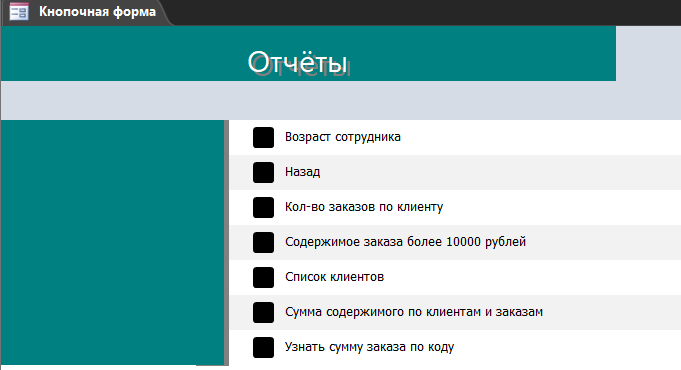 Кнопочная форма
Отчёты
Возраст сотрудника
Назад
Кол-во заказов по клиенту
Содержимое заказа более 10000 рублей
Список клиентов
Сумма содержимого по клиентам и заказам
Узнать сумму заказа по коду